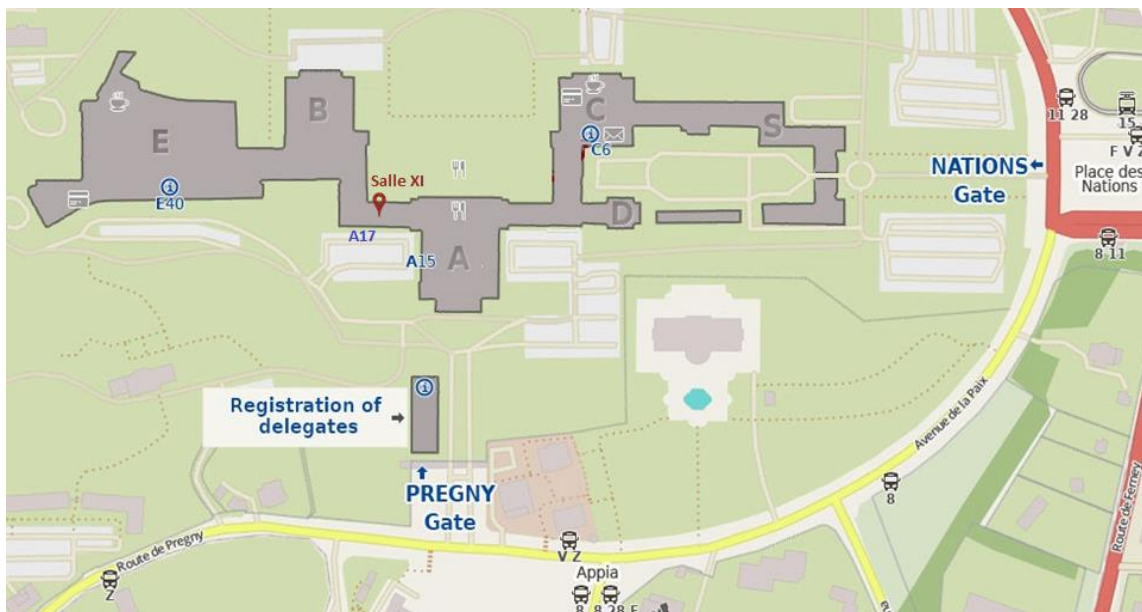 E
B
C
S
D
A
E40
C6
Salle XI
A17
A15
11 28
15
F V Z
NATIONS
Gate
Place des
Nations
8 11
Registration of
delegates
PREGNY
Gate
Avenue de la Paix
Route de Ferney
8
Route de Pregny
Z
V Z
Appia
8
8 28 F